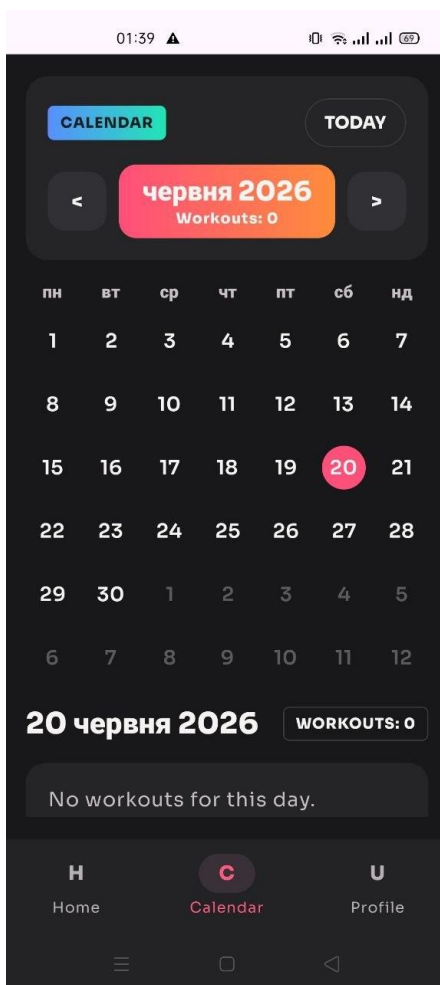 01:39 69
CALENDAR TODAY
< червня 2026 >
Workouts: 0
пн вт ср чт пт сб нд
1 2 3 4 5 6 7
8 9 10 11 12 13 14
15 16 17 18 19 20 21
22 23 24 25 26 27 28
29 30 1 2 3 4 5
6 7 8 9 10 11 12
20 червня 2026 WORKOUTS: 0
No workouts for this day.
H C U
Home Calendar Profile